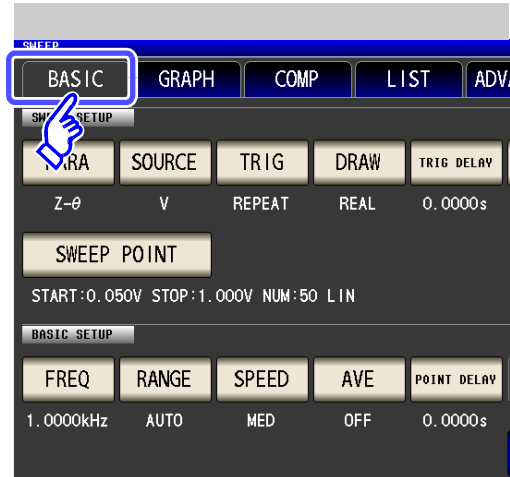 SWEEP
BASIC GRAPH COMP LIST
SWEEP SETUP
PARA SOURCE TRIG DRAW TRIG DELAY
Z-θ V REPEAT REAL 0.0000s
SWEEP POINT
START:0.050V STOP:1.000V NUM:50 LIN
BASIC SETUP
FREQ RANGE SPEED AVE POINT DELAY
1.0000kHz AUTO MED OFF 0.0000s